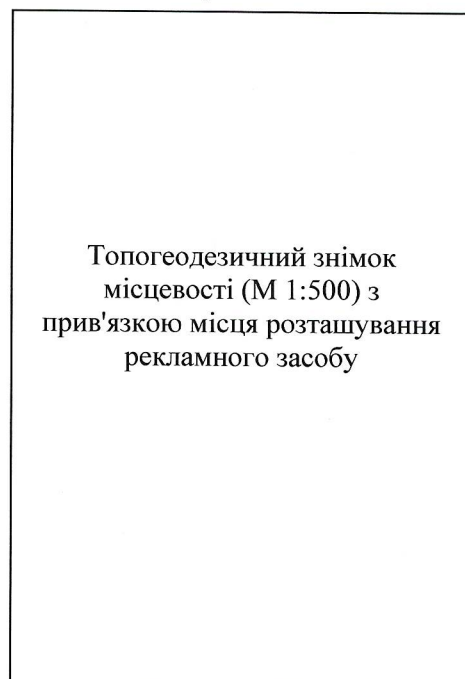 Топогеодезичний знімок
місцевості (М 1:500) з
прив'язкою місця розташування
рекламного засобу